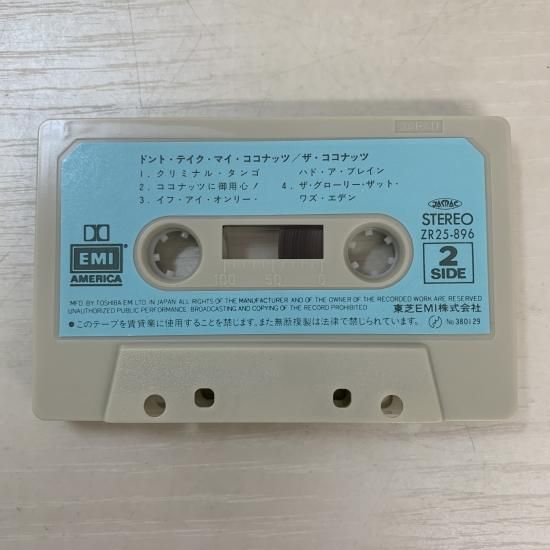 JAPAN
ドント・テイク・マイ・ココナッツ／ザ・ココナッツ
1. クリミナル・タンゴ
2. ココナッツに御用心！
3. イフ・アイ・オンリー・
ハド・ア・ブレイン
4. ザ・グローリー・ザット・
ワズ・エデン
JASRAC
STEREO
ZR25-896
2
SIDE
EMI
AMERICA
100 50 0
MFD. BY TOSHIBA EMI LTD. IN JAPAN. ALL RIGHTS OF THE MANUFACTURER AND OF THE OWNER OF THE RECORDED WORK ARE RESERVED
UNAUTHORIZED PUBLIC PERFORMANCE. BROADCASTING AND COPYING OF THE RECORD PROHIBITED
東芝EMI株式会社
●このテープを賃貸業に使用することを禁じます。また無断複製は法律で禁じられています。
No.380129